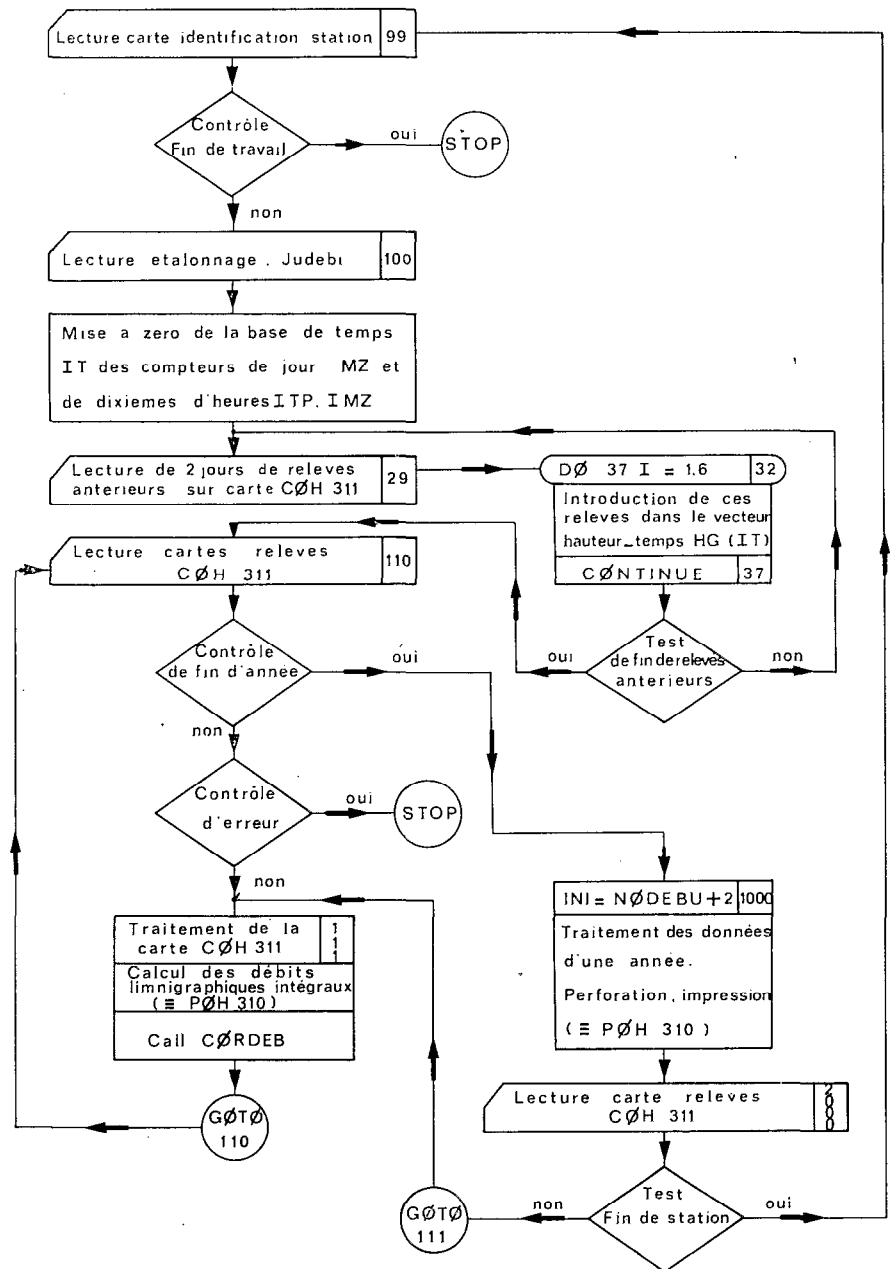 Lecture carte identification station 99
Contrôle
Fin de travail
oui
STOP
non
Lecture etalonnage . Judebi 100
Mise a zero de la base de temps
IT des compteurs de jour MZ et
de dixiemes d'heures ITP. IMZ
Lecture de 2 jours de releves 29
anterieurs sur carte CØH 311
DØ 37 I = 1.6 32
Introduction de ces
releves dans le vecteur
hauteur_temps HG (IT)
CØNTINUE 37
Lecture cartes releves 110
CØH 311
Test
de fin de releves
anterieurs
oui
non
Contrôle
de fin d'année
oui
non
Contrôle
d'erreur
oui
STOP
non
Traitement de la 111
carte CØH 311
Calcul des débits
limnigraphiques intégraux
( ≡ PØH 310 )
Call CØRDEB
GØTØ
110
INI = NØDEBU+2 1000
Traitement des données
d'une année.
Perforation, impression
( ≡ PØH 310 )
Lecture carte releves 2000
CØH 311
Test
Fin de station
non
oui
GØTØ
111